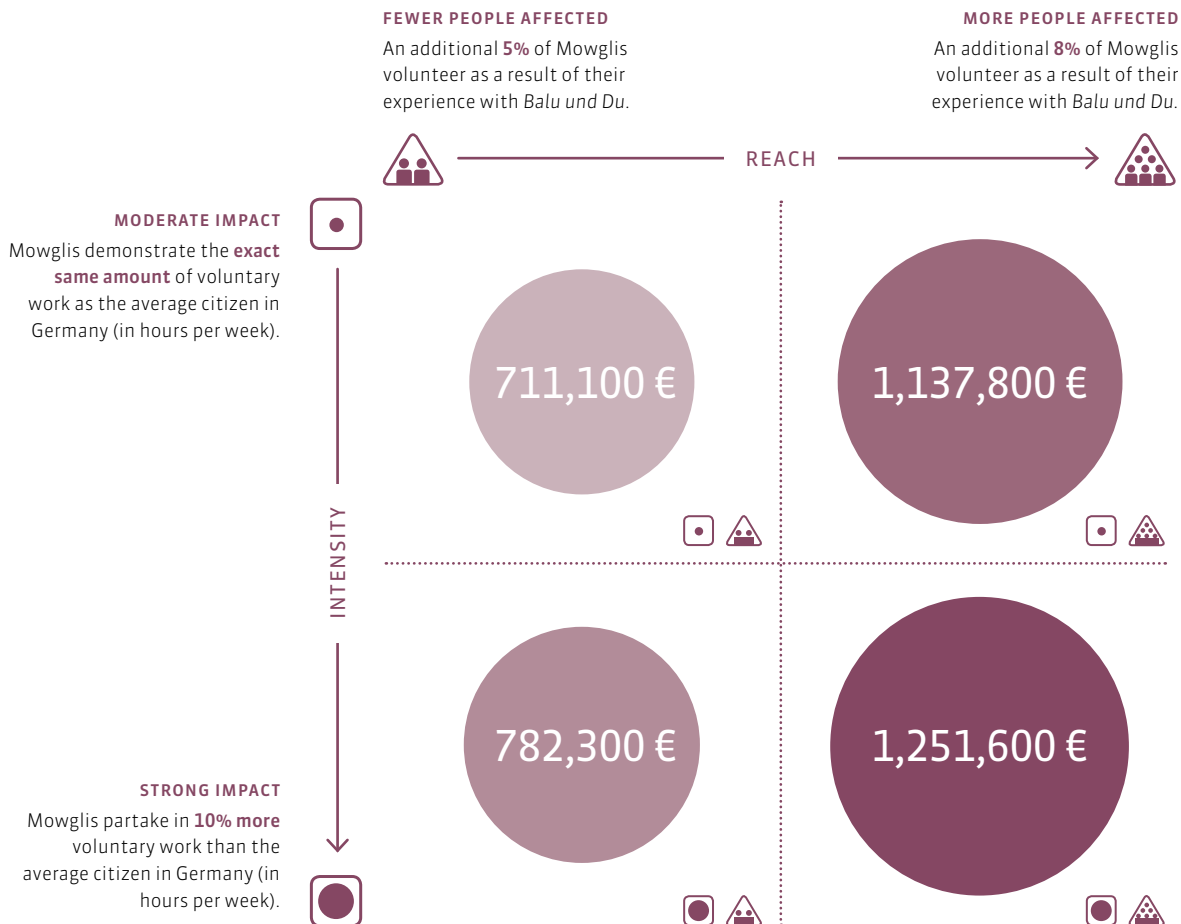 FEWER PEOPLE AFFECTED
An additional 5% of Mowglis
volunteer as a result of their
experience with Balu und Du.
MORE PEOPLE AFFECTED
An additional 8% of Mowglis
volunteer as a result of their
experience with Balu und Du.
REACH
MODERATE IMPACT
Mowglis demonstrate the exact
same amount of voluntary
work as the average citizen in
Germany (in hours per week).
711,100 €
1,137,800 €
INTENSITY
782,300 €
1,251,600 €
STRONG IMPACT
Mowglis partake in 10% more
voluntary work than the
average citizen in Germany (in
hours per week).